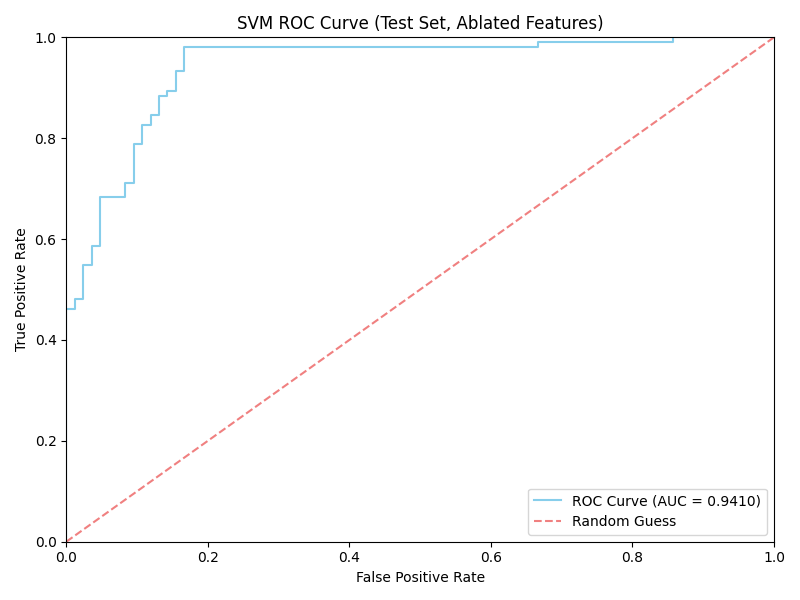 SVM ROC Curve (Test Set, Ablated Features)
True Positive Rate
1.0
0.8
0.6
0.4
0.2
0.0
ROC Curve (AUC = 0.9410)
Random Guess
0.0 0.2 0.4 0.6 0.8 1.0
False Positive Rate